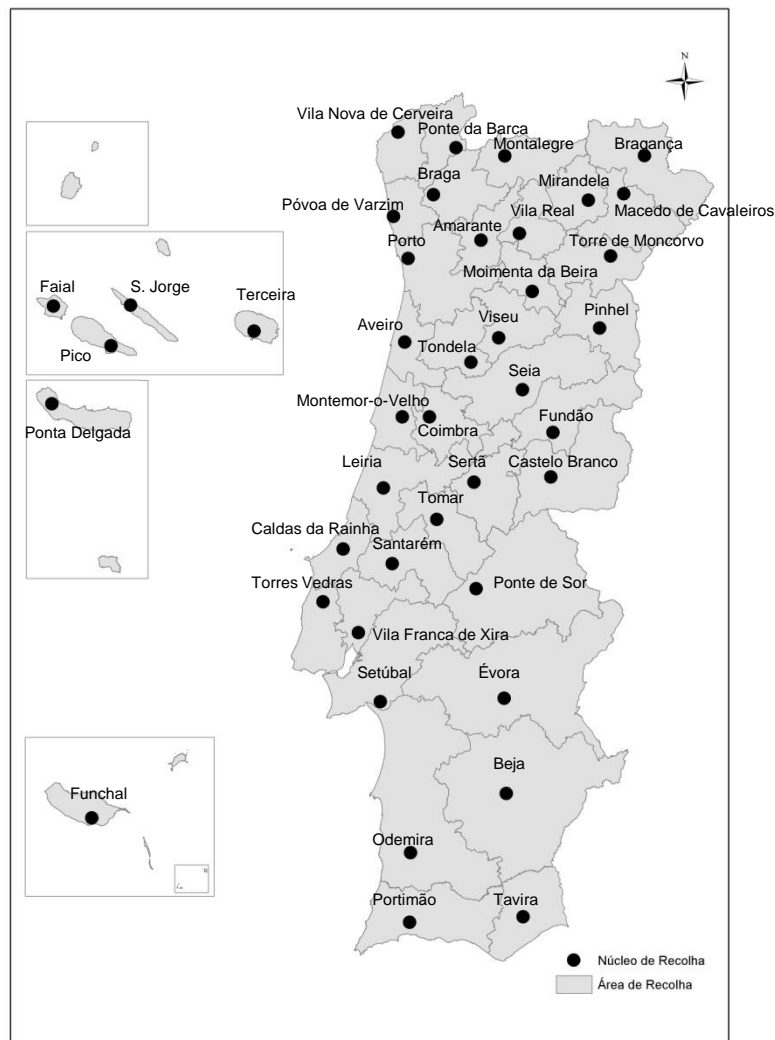 N
Vila Nova de Cerveira
Ponte da Barca
Montalegre
Bragança
Braga
Mirandela
Póvoa de Varzim
Amarante
Vila Real
Macedo de Cavaleiros
Porto
Torre de Moncorvo
Moimenta da Beira
Faial
S. Jorge
Terceira
Pico
Aveiro
Viseu
Pinhel
Tondela
Seia
Ponta Delgada
Montemor-o-Velho
Coimbra
Fundão
Leiria
Sertã
Castelo Branco
Tomar
Caldas da Rainha
Santarém
Torres Vedras
Ponte de Sor
Vila Franca de Xira
Setúbal
Évora
Funchal
Beja
Odemira
Portimão
Tavira
Núcleo de Recolha
Área de Recolha